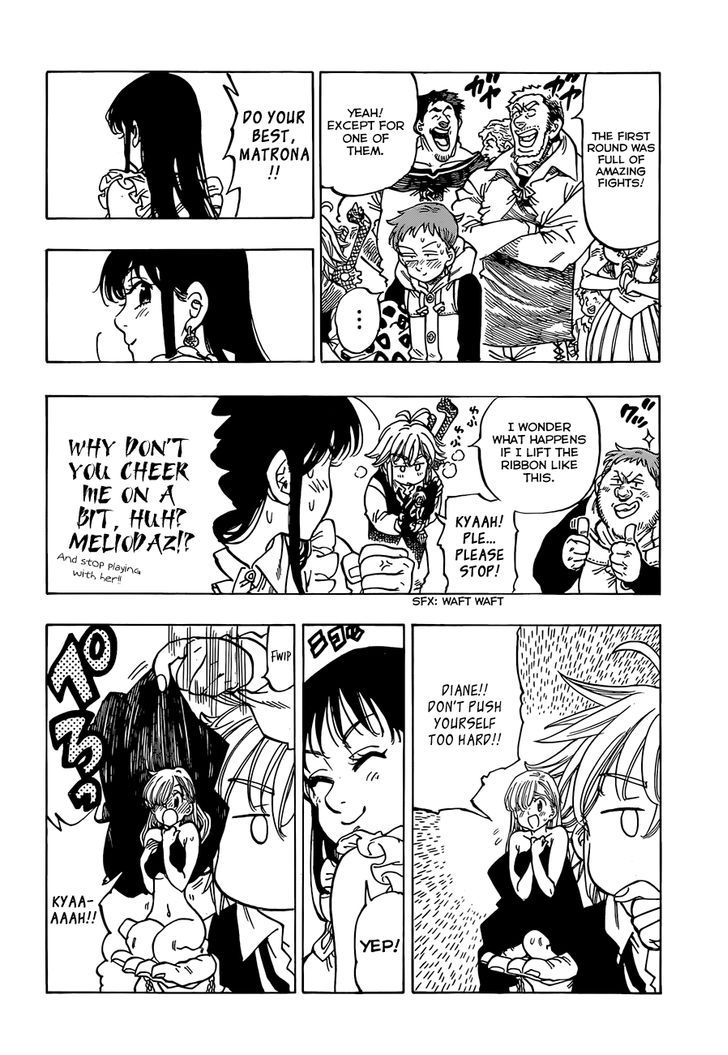 THE FIRST
ROUND WAS
FULL OF
AMAZING
FIGHTS!
YEAH!
EXCEPT FOR
ONE OF
THEM.
...
DO YOUR
BEST,
MATRONA
!!
I WONDER
WHAT HAPPENS
IF I LIFT THE
RIBBON LIKE
THIS.
KYAAH!
PLE...
PLEASE
STOP!
SFX: WAFT WAFT
WHY DON'T
YOU CHEER
ME ON A
BIT, HUH?
MELIODAZ!?
And stop playing
with her!!
DIANE!!
DON'T PUSH
YOURSELF
TOO HARD!!
YEP!
FWIP
KYAA-
AAAH!!